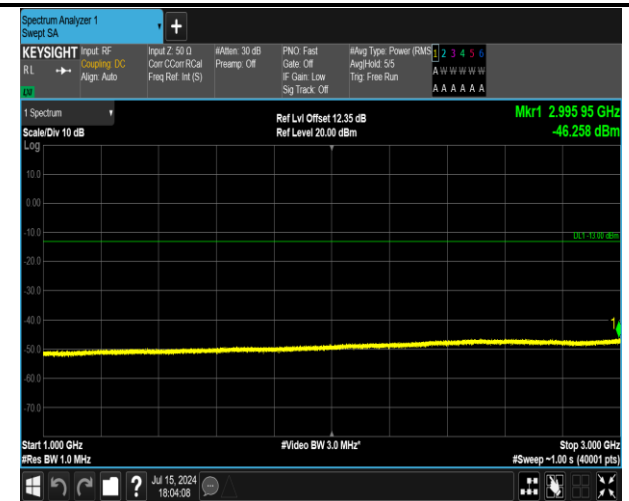 Spectrum Analyzer 1
Swept SA
+
KEYSIGHT
RL
Input: RF
Coupling: DC
Align: Auto
Input Z: 50 Ω
Corr CCorr RCal
Freq Ref: Int (S)
#Atten: 30 dB
Preamp: Off
PNO: Fast
Gate: Off
IF Gain: Low
Sig Track: Off
#Avg Type: Power (RMS
Avg|Hold: 5/5
Trig: Free Run
1 2 3 4 5 6
A W W W W W
A A A A A A
1 Spectrum
Scale/Div 10 dB
Log
Ref Lvl Offset 12.35 dB
Ref Level 20.00 dBm
Mkr1 2.995 95 GHz
-46.258 dBm
10.0
0.00
-10.0
DL1 -13.00 dBm
-20.0
-30.0
-40.0
1
-60.0
-70.0
Start 1.000 GHz
#Res BW 1.0 MHz
#Video BW 3.0 MHz*
Stop 3.000 GHz
#Sweep ~1.00 s (40001 pts)
?
Jul 15, 2024
18:04:08